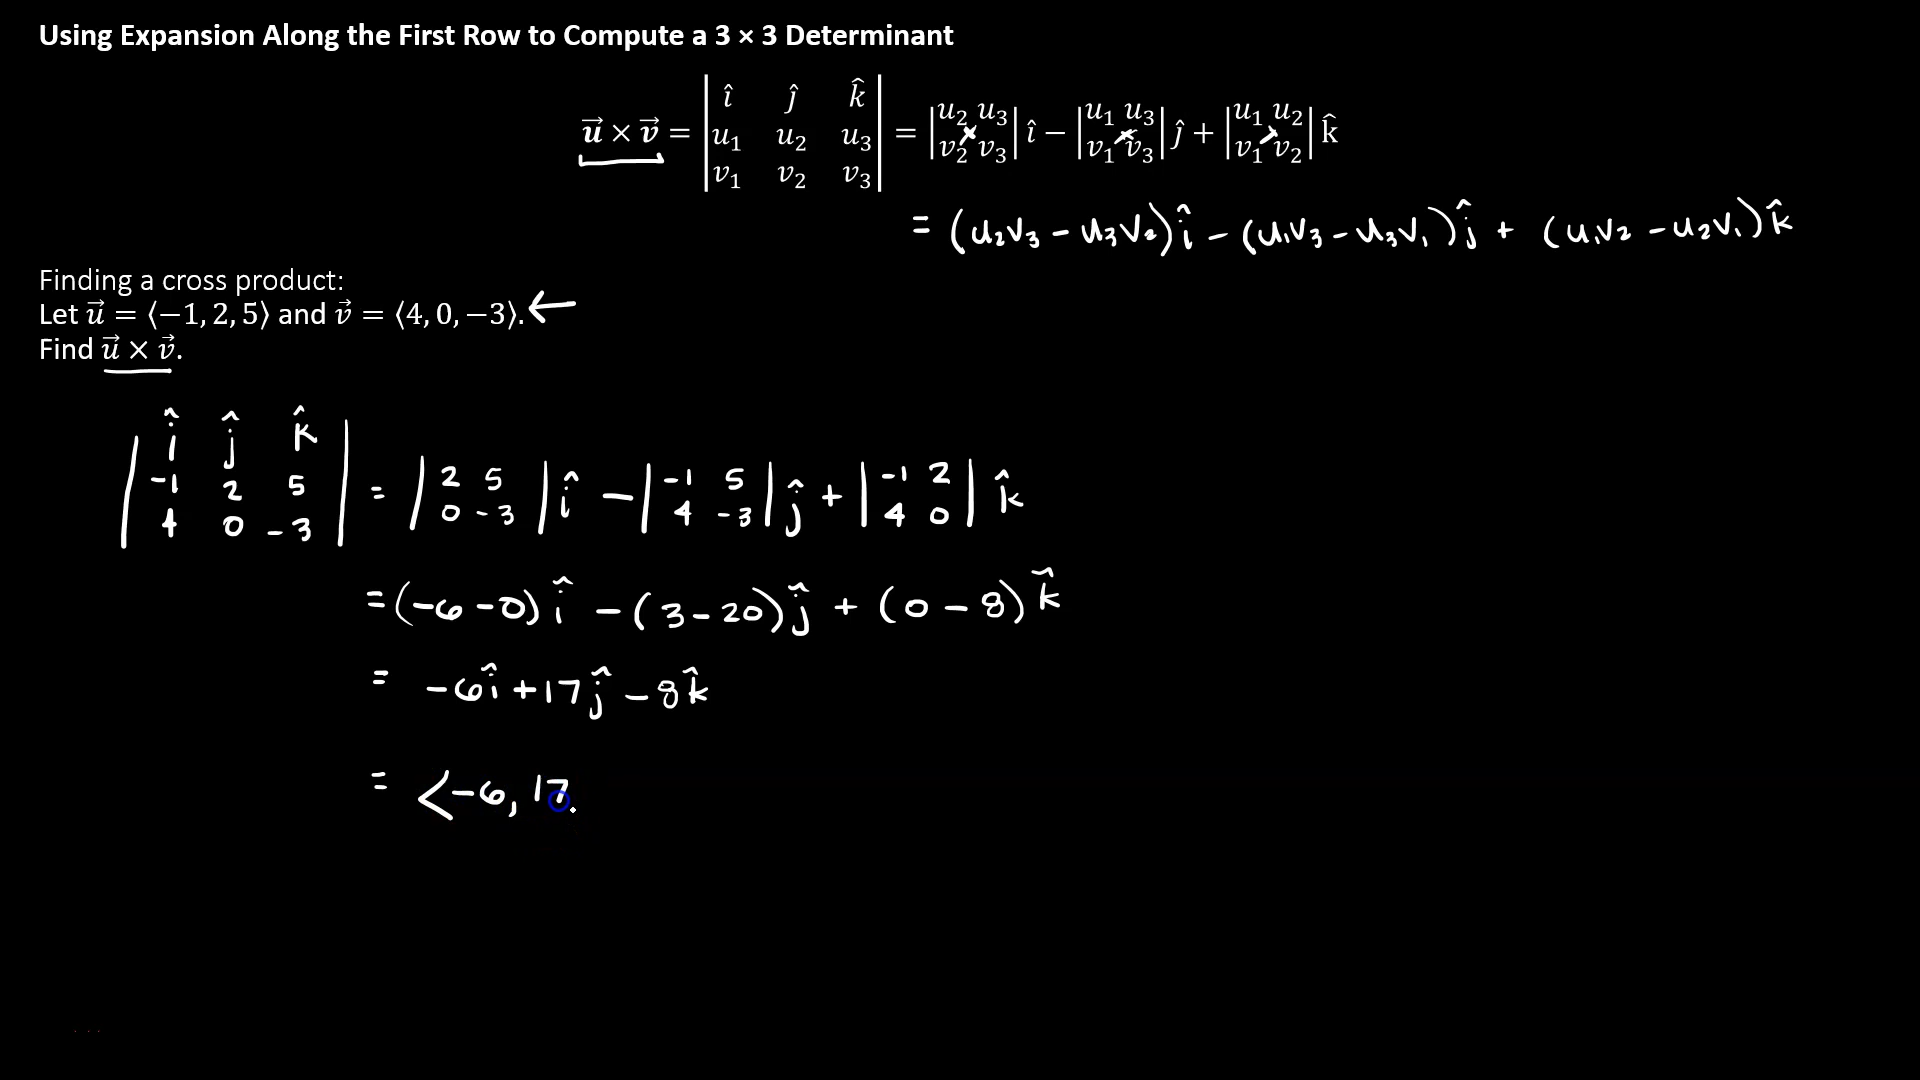 Using Expansion Along the First Row to Compute a 3 × 3 Determinant
u⃗ × v⃗ = | î ĵ k̂ ; u₁ u₂ u₃ ; v₁ v₂ v₃ | = | u₂ u₃ ; v₂ v₃ | î − | u₁ u₃ ; v₁ v₃ | ĵ + | u₁ u₂ ; v₁ v₂ | k̂
= (u₂v₃ − u₃v₂) î − (u₁v₃ − u₃v₁) ĵ + (u₁v₂ − u₂v₁) k̂
Finding a cross product:
Let u⃗ = ⟨−1, 2, 5⟩ and v⃗ = ⟨4, 0, −3⟩. ←
Find u⃗ × v⃗.
| î ĵ k̂ ; -1 2 5 ; 4 0 -3 | = | 2 5 ; 0 -3 | î − | -1 5 ; 4 -3 | ĵ + | -1 2 ; 4 0 | k̂
= (-6 - 0) î − (3 - 20) ĵ + (0 - 8) k̂
= -6î + 17ĵ - 8k̂
= < -6, 17